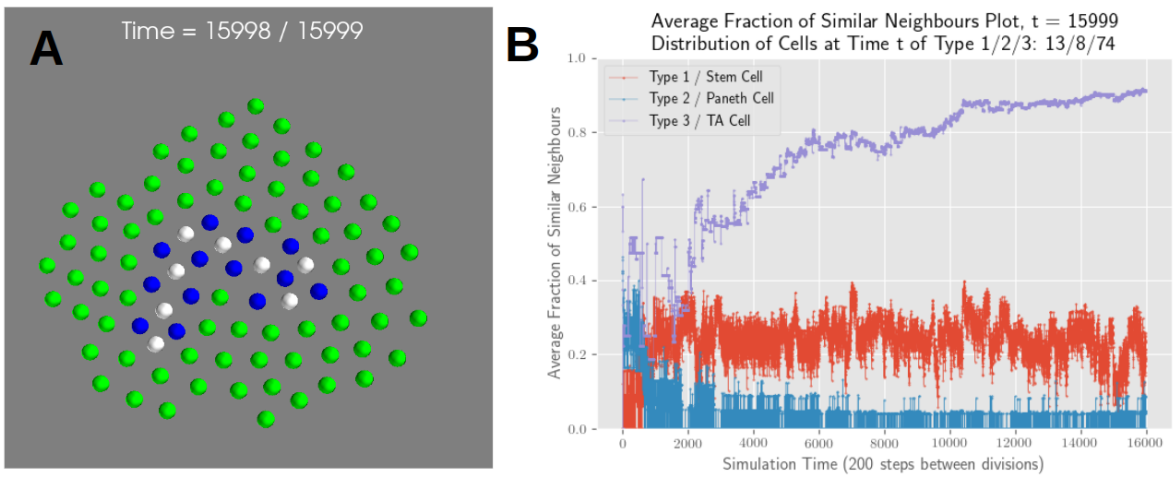 A
Time = 15998 / 15999
B
Average Fraction of Similar Neighbours Plot, t = 15999
Distribution of Cells at Time t of Type 1/2/3: 13/8/74
Average Fraction of Similar Neighbours
1.0
0.8
0.6
0.4
0.2
0.0
Type 1 / Stem Cell
Type 2 / Paneth Cell
Type 3 / TA Cell
0 2000 4000 6000 8000 10000 12000 14000 16000
Simulation Time (200 steps between divisions)